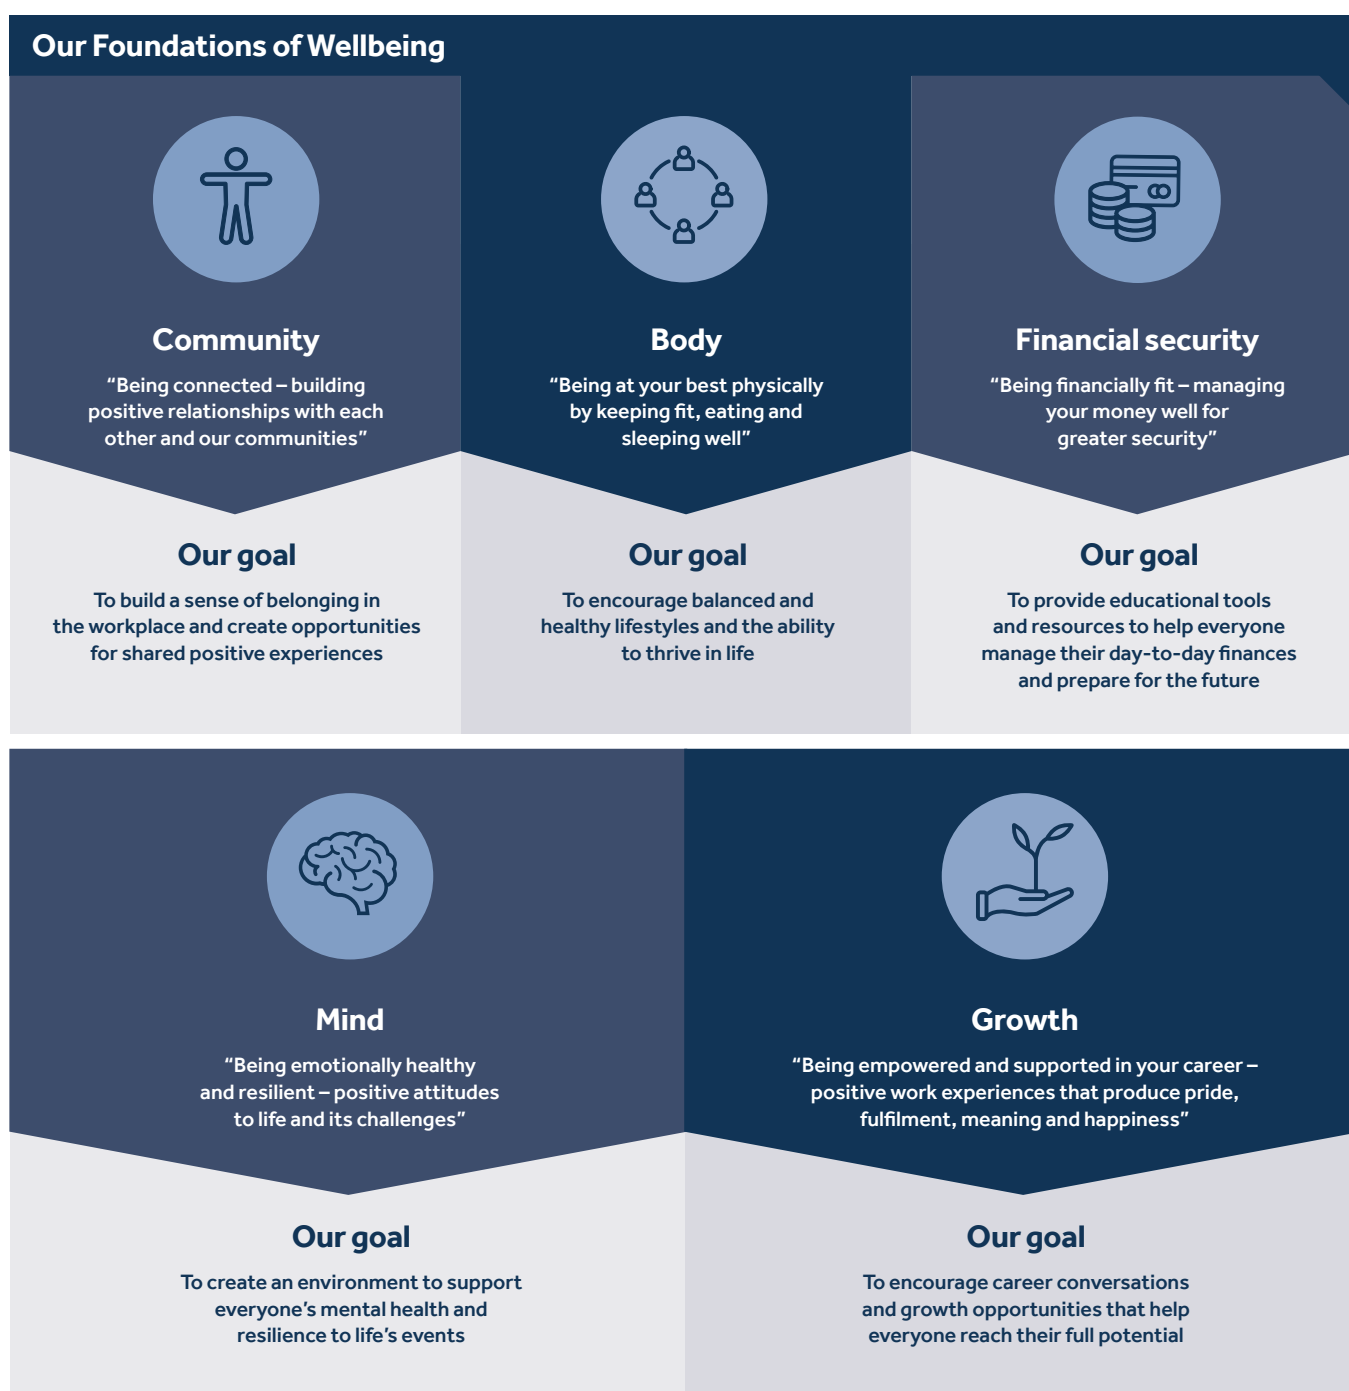 Our Foundations of Wellbeing
Community
“Being connected – building
positive relationships with each
other and our communities”
Our goal
To build a sense of belonging in
the workplace and create opportunities
for shared positive experiences
Body
“Being at your best physically
by keeping fit, eating and
sleeping well”
Our goal
To encourage balanced and
healthy lifestyles and the ability
to thrive in life
Financial security
“Being financially fit – managing
your money well for
greater security”
Our goal
To provide educational tools
and resources to help everyone
manage their day-to-day finances
and prepare for the future
Mind
“Being emotionally healthy
and resilient – positive attitudes
to life and its challenges”
Our goal
To create an environment to support
everyone’s mental health and
resilience to life’s events
Growth
“Being empowered and supported in your career –
positive work experiences that produce pride,
fulfilment, meaning and happiness”
Our goal
To encourage career conversations
and growth opportunities that help
everyone reach their full potential